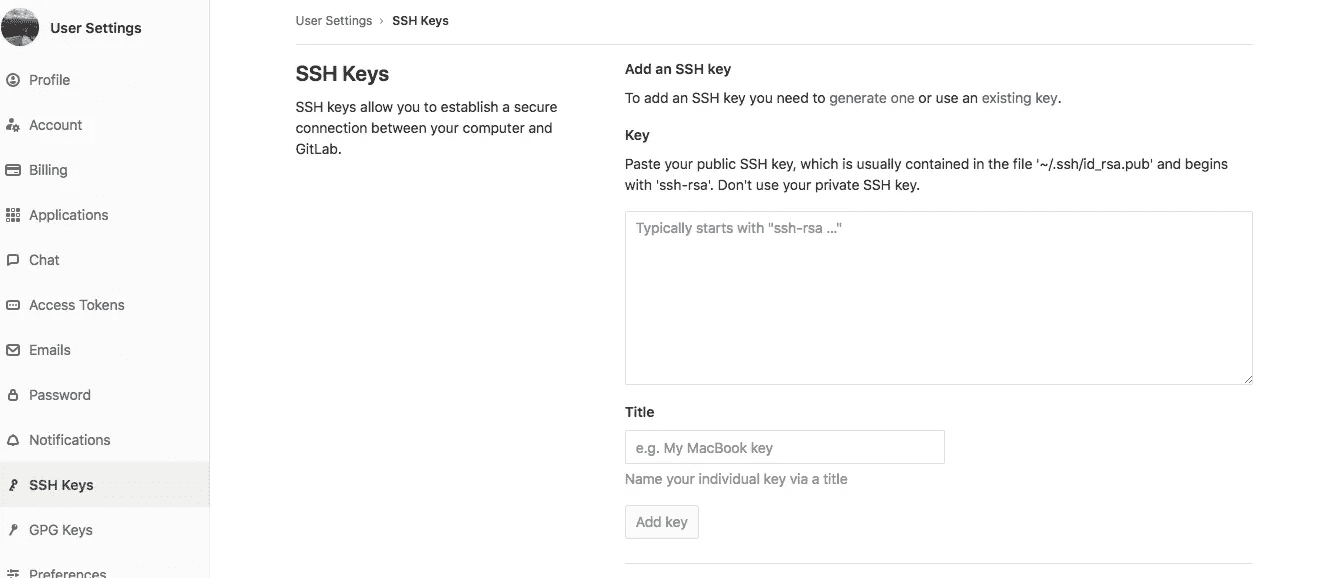 User Settings
Profile
Account
Billing
Applications
Chat
Access Tokens
Emails
Password
Notifications
SSH Keys
GPG Keys
Preferences
User Settings › SSH Keys
SSH Keys
SSH keys allow you to establish a secure
connection between your computer and
GitLab.
Add an SSH key
To add an SSH key you need to generate one or use an existing key.
Key
Paste your public SSH key, which is usually contained in the file '~/.ssh/id_rsa.pub' and begins
with 'ssh-rsa'. Don't use your private SSH key.
Typically starts with "ssh-rsa ..."
Title
e.g. My MacBook key
Name your individual key via a title
Add key